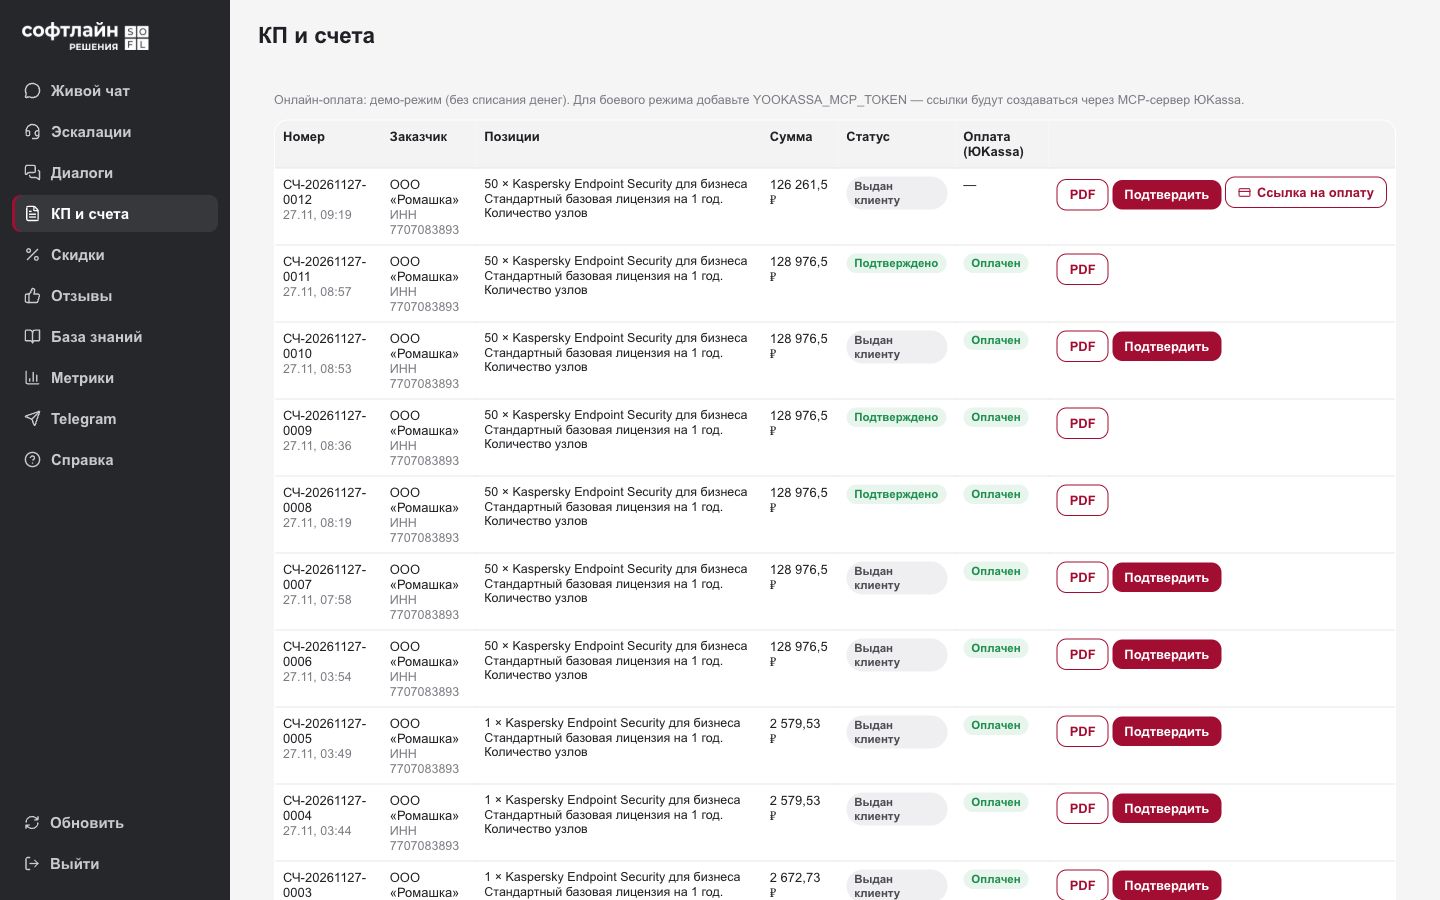 софтлайн
РЕШЕНИЯ
SO
FL
Живой чат
Эскалации
Диалоги
КП и счета
Скидки
Отзывы
База знаний
Метрики
Telegram
Справка
Обновить
Выйти
КП и счета
Онлайн-оплата: демо-режим (без списания денег). Для боевого режима добавьте YOOKASSA_MCP_TOKEN — ссылки будут создаваться через MCP-сервер ЮKassa.
Номер Заказчик Позиции Сумма Статус Оплата
(ЮKassa)
СЧ-20261127- ООО 50 × Kaspersky Endpoint Security для бизнеса 126 261,5 Выдан — PDF Подтвердить Ссылка на оплату
0012 «Ромашка» Стандартный базовая лицензия на 1 год. ₽ клиенту
27.11, 09:19 ИНН Количество узлов
7707083893
СЧ-20261127- ООО 50 × Kaspersky Endpoint Security для бизнеса 128 976,5 Подтверждено Оплачен PDF
0011 «Ромашка» Стандартный базовая лицензия на 1 год. ₽
27.11, 08:57 ИНН Количество узлов
7707083893
СЧ-20261127- ООО 50 × Kaspersky Endpoint Security для бизнеса 128 976,5 Выдан Оплачен PDF Подтвердить
0010 «Ромашка» Стандартный базовая лицензия на 1 год. ₽ клиенту
27.11, 08:53 ИНН Количество узлов
7707083893
СЧ-20261127- ООО 50 × Kaspersky Endpoint Security для бизнеса 128 976,5 Подтверждено Оплачен PDF
0009 «Ромашка» Стандартный базовая лицензия на 1 год. ₽
27.11, 08:36 ИНН Количество узлов
7707083893
СЧ-20261127- ООО 50 × Kaspersky Endpoint Security для бизнеса 128 976,5 Подтверждено Оплачен PDF
0008 «Ромашка» Стандартный базовая лицензия на 1 год. ₽
27.11, 08:19 ИНН Количество узлов
7707083893
СЧ-20261127- ООО 50 × Kaspersky Endpoint Security для бизнеса 128 976,5 Выдан Оплачен PDF Подтвердить
0007 «Ромашка» Стандартный базовая лицензия на 1 год. ₽ клиенту
27.11, 07:58 ИНН Количество узлов
7707083893
СЧ-20261127- ООО 50 × Kaspersky Endpoint Security для бизнеса 128 976,5 Выдан Оплачен PDF Подтвердить
0006 «Ромашка» Стандартный базовая лицензия на 1 год. ₽ клиенту
27.11, 03:54 ИНН Количество узлов
7707083893
СЧ-20261127- ООО 1 × Kaspersky Endpoint Security для бизнеса 2 579,53 Выдан Оплачен PDF Подтвердить
0005 «Ромашка» Стандартный базовая лицензия на 1 год. ₽ клиенту
27.11, 03:49 ИНН Количество узлов
7707083893
СЧ-20261127- ООО 1 × Kaspersky Endpoint Security для бизнеса 2 579,53 Выдан Оплачен PDF Подтвердить
0004 «Ромашка» Стандартный базовая лицензия на 1 год. ₽ клиенту
27.11, 03:44 ИНН Количество узлов
7707083893
СЧ-20261127- ООО 1 × Kaspersky Endpoint Security для бизнеса 2 672,73 Выдан Оплачен PDF Подтвердить
0003 «Ромашка» Стандартный базовая лицензия на 1 год. ₽ клиенту